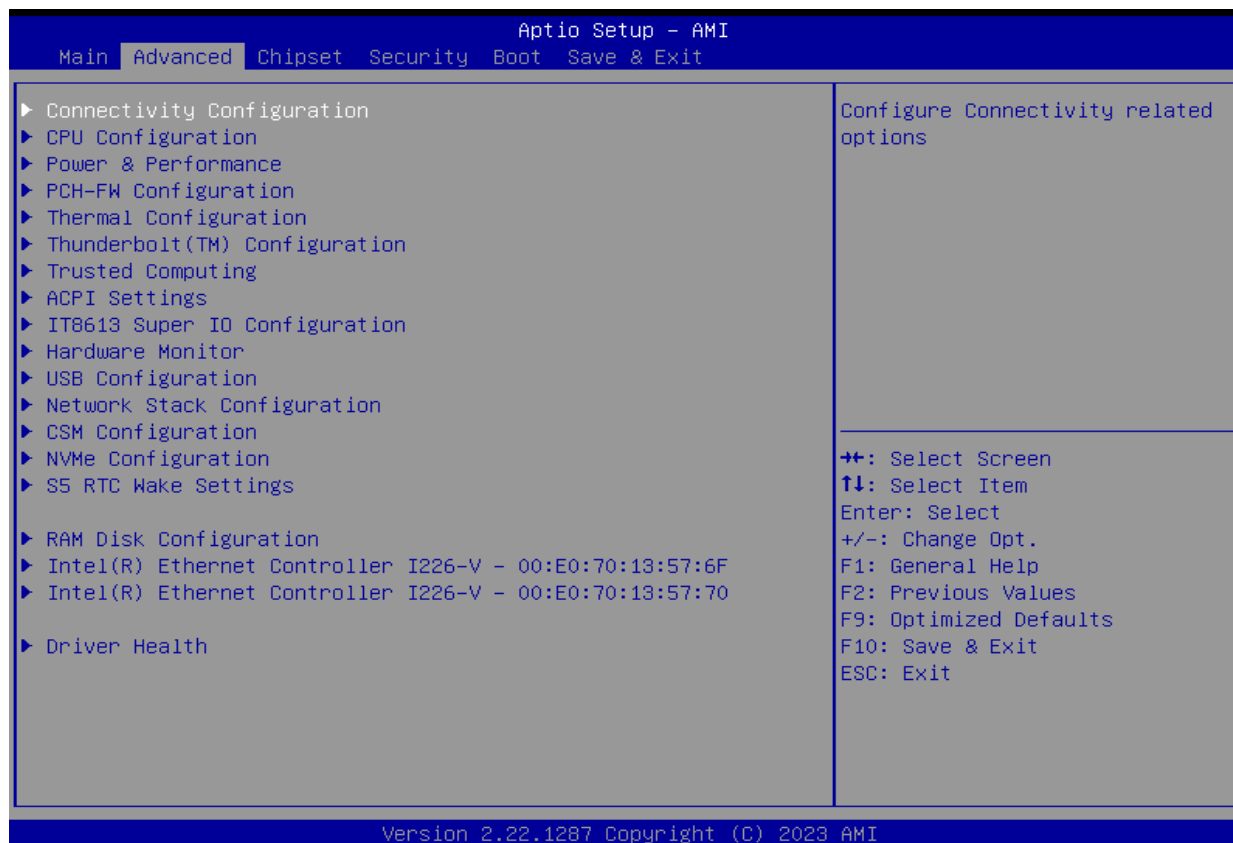 Aptio Setup – AMI
Main Advanced Chipset Security Boot Save & Exit
▶ Connectivity Configuration
▶ CPU Configuration
▶ Power & Performance
▶ PCH-FW Configuration
▶ Thermal Configuration
▶ Thunderbolt(TM) Configuration
▶ Trusted Computing
▶ ACPI Settings
▶ IT8613 Super IO Configuration
▶ Hardware Monitor
▶ USB Configuration
▶ Network Stack Configuration
▶ CSM Configuration
▶ NVMe Configuration
▶ S5 RTC Wake Settings
▶ RAM Disk Configuration
▶ Intel(R) Ethernet Controller I226-V – 00:E0:70:13:57:6F
▶ Intel(R) Ethernet Controller I226-V – 00:E0:70:13:57:70
▶ Driver Health
Configure Connectivity related
options
→←: Select Screen
↑↓: Select Item
Enter: Select
+/-: Change Opt.
F1: General Help
F2: Previous Values
F9: Optimized Defaults
F10: Save & Exit
ESC: Exit
Version 2.22.1287 Copyright (C) 2023 AMI